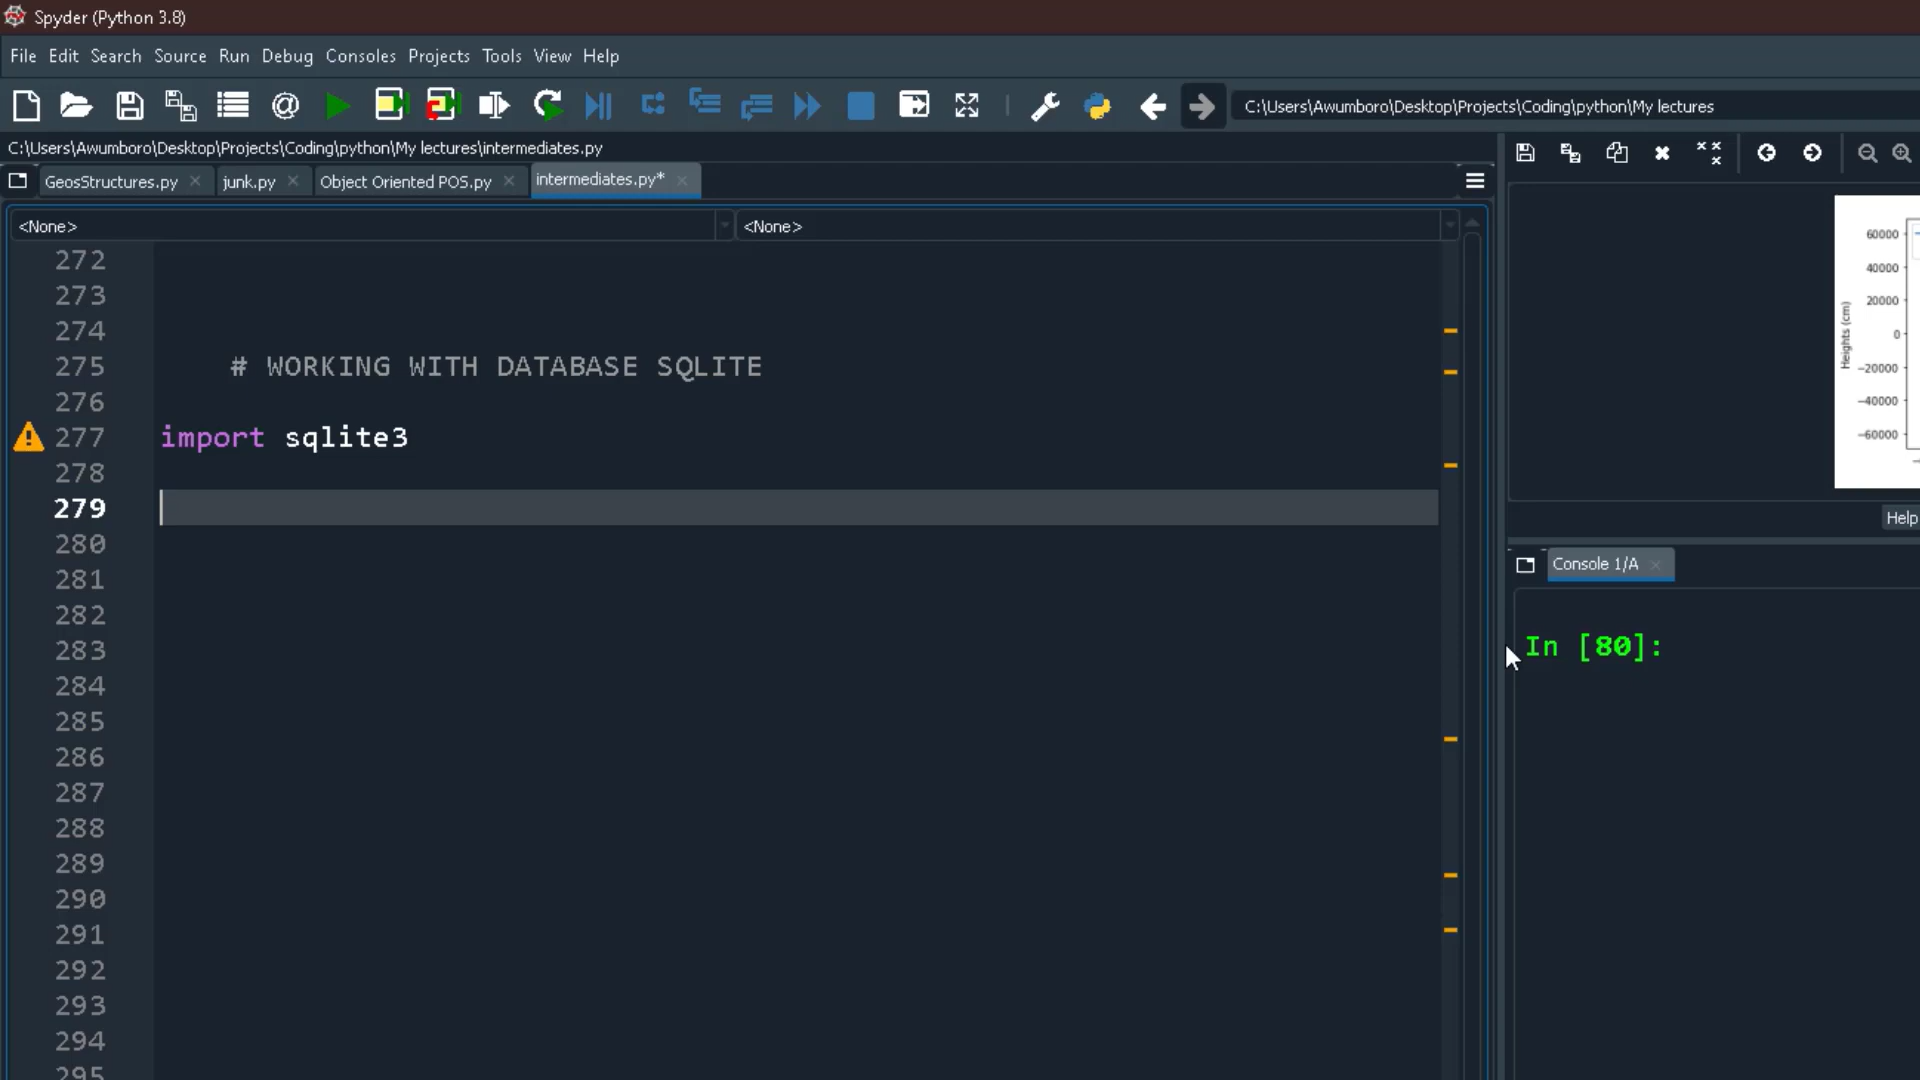 Spyder (Python 3.8)
File Edit Search Source Run Debug Consoles Projects Tools View Help
C:\Users\Awumboro\Desktop\Projects\Coding\python\My lectures
C:\Users\Awumboro\Desktop\Projects\Coding\python\My lectures\intermediates.py
GeosStructures.py junk.py Object Oriented POS.py intermediates.py*
<None> <None>
272
273
274
275 # WORKING WITH DATABASE SQLITE
276
277 import sqlite3
278
279
280
281
282
283
284
285
286
287
288
289
290
291
292
293
294
295
60000
40000
20000
0
-20000
-40000
-60000
Heights (cm)
Help
Console 1/A
In [80]: